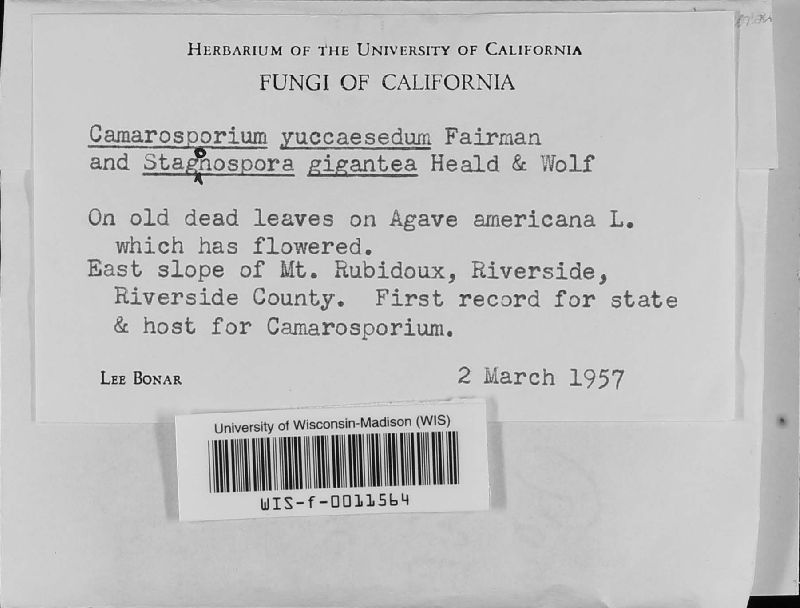 HERBARIUM OF THE UNIVERSITY OF CALIFORNIA
FUNGI OF CALIFORNIA
Camarosporium yuccaesedum Fairman
and Stagonospora gigantea Heald & Wolf
On old dead leaves on Agave americana L.
which has flowered.
East slope of Mt. Rubidoux, Riverside,
Riverside County. First record for state
& host for Camarosporium.
LEE BONAR 2 March 1957
University of Wisconsin-Madison (WIS)
WIS-f-0011564